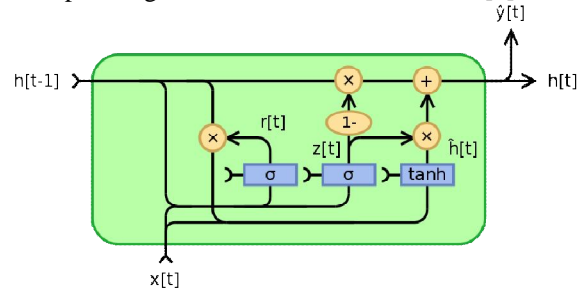 ŷ[t]
h[t-1]
×
+
h[t]
r[t]
1-
×
z[t]
×
ĥ[t]
σ
σ
tanh
x[t]